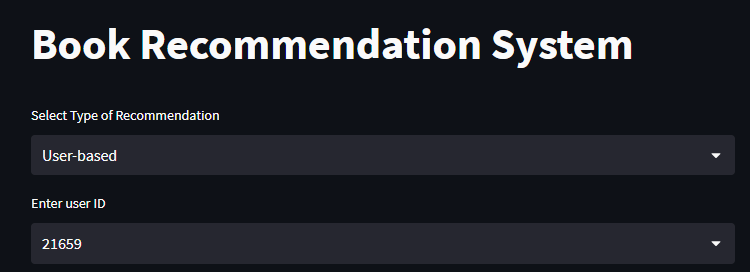 Book Recommendation System
Select Type of Recommendation
User-based
Enter user ID
21659